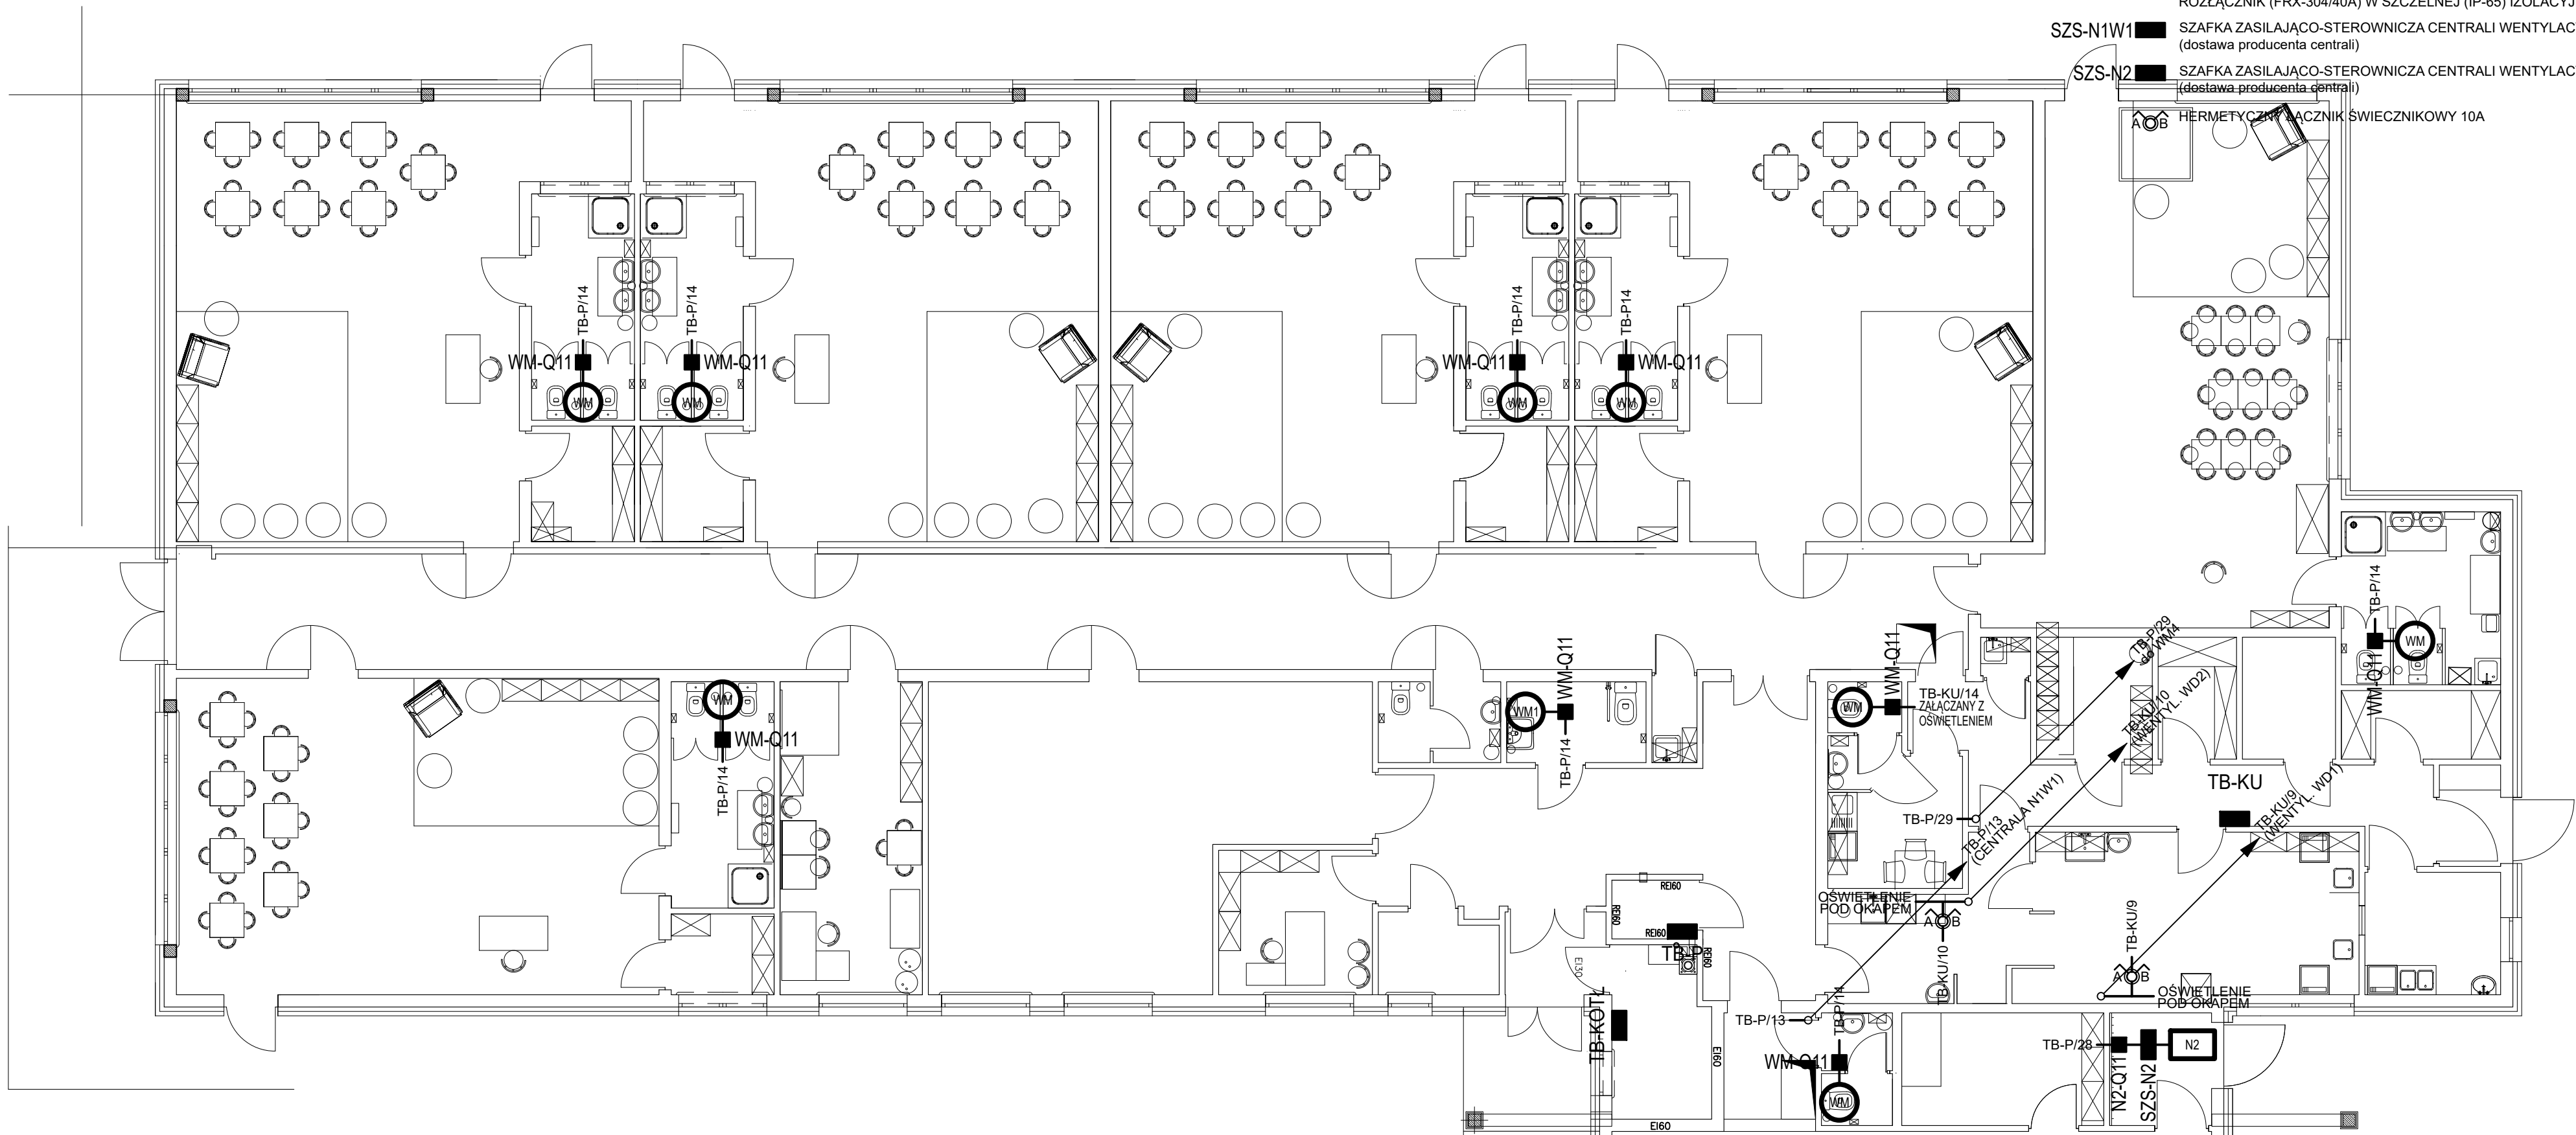 ROZŁĄCZNIK (FRX-304/40A) W SZCZELNEJ (IP-65) IZOLACYJ
SZS-N1W1
SZAFKA ZASILAJĄCO-STEROWNICZA CENTRALI WENTYLAC
(dostawa producenta centrali)
SZS-N2
SZAFKA ZASILAJĄCO-STEROWNICZA CENTRALI WENTYLAC
(dostawa producenta centrali)
A B
HERMETYCZNY ŁĄCZNIK ŚWIECZNIKOWY 10A
TB-P/14
TB-P/14
TB-P/14
TB-P14
WM-Q11
WM-Q11
WM-Q11
WM-Q11
WM
WM
WM
WM
TB-P/14
WM
WM-Q11
TB-P/29
do WM4
WM-Q11
WM-Q11
WM
WM-Q11
TB-P/14
WM1
TB-P/14
WM
TB-KU/14
ZAŁĄCZANY Z
OŚWIETLENIEM
TB-KU/10
(WENTYL. WD2)
TB-KU
TB-KU/9
(WENTYL. WD1)
TB-P/29
TB-P/13
(CENTRALA N1W1)
REI60
REI60
REI60
REI60
TB-P
EI30
OŚWIETLENIE
POD OKAPEM
A B
TB-KU/10
TB-KU/9
A B
OŚWIETLENIE
POD OKAPEM
TB-KOTŁ
EI60
TB-P/13
TB-P/14
WM-Q11
WM
TB-P/28
N2-Q11
SZS-N2
N2
EI60